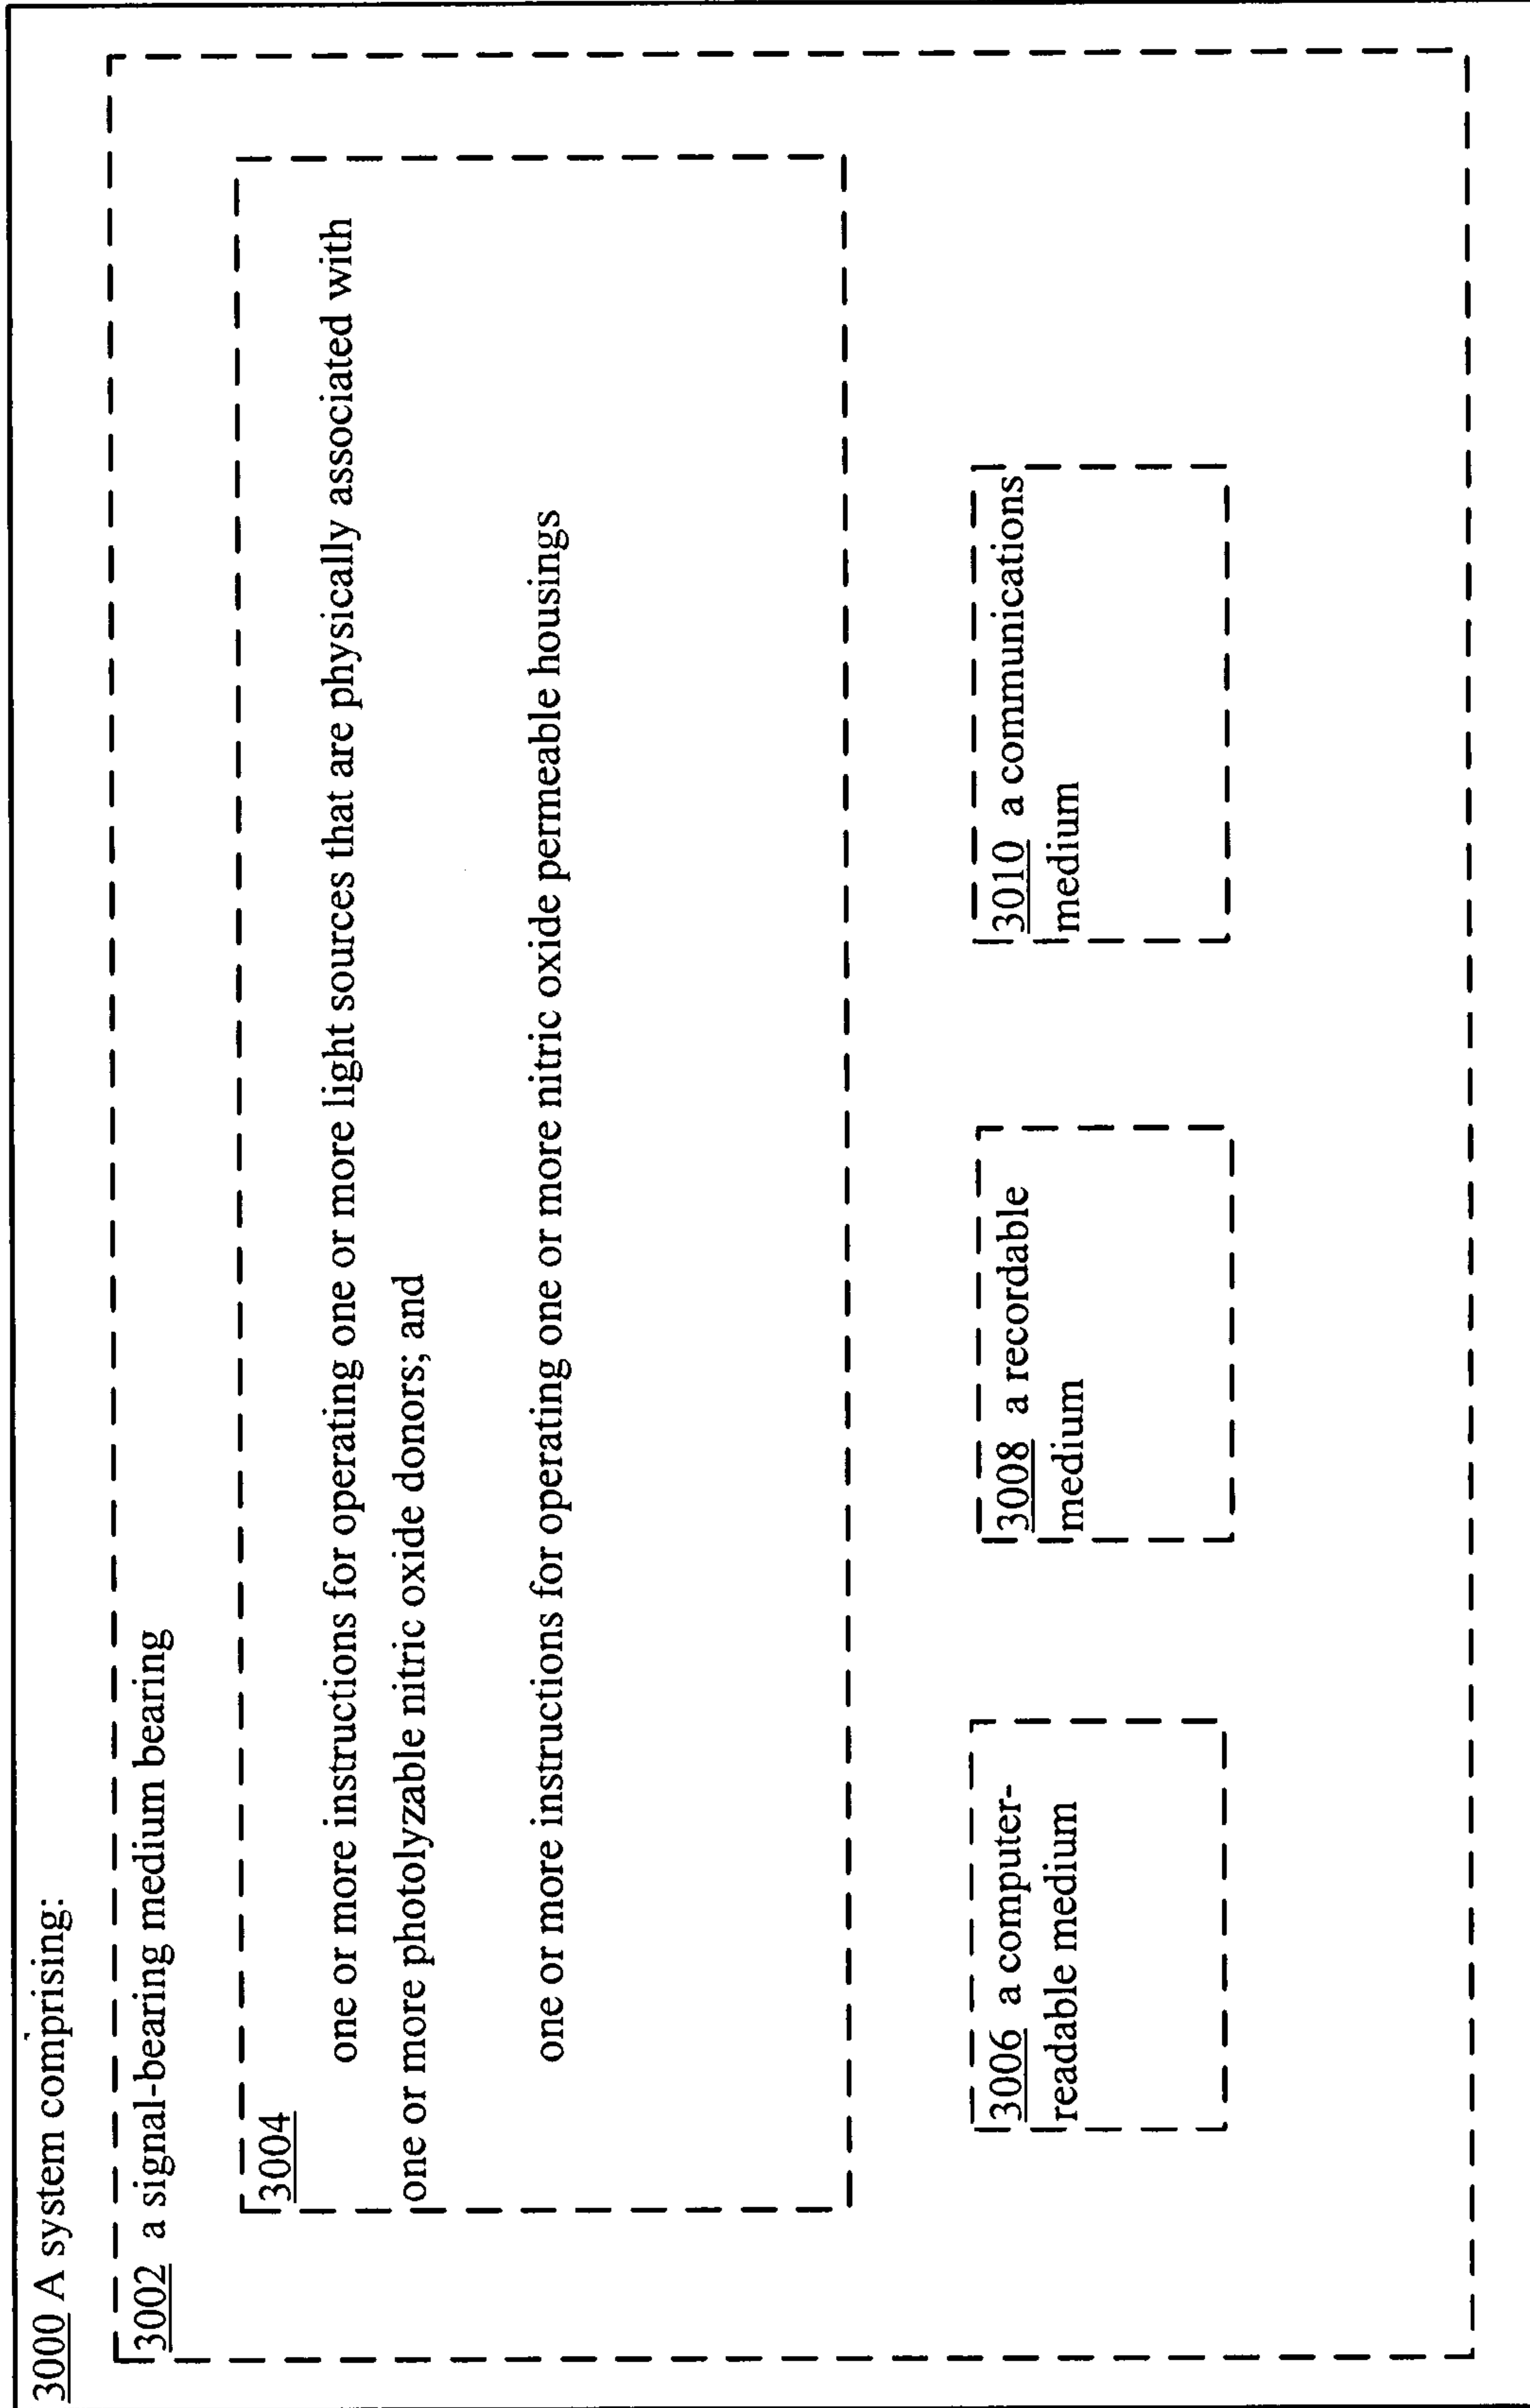 3000 A system comprising:
3002 a signal-bearing medium bearing
3004
one or more instructions for operating one or more light sources that are physically associated with
one or more photolyzable nitric oxide donors; and
one or more instructions for operating one or more nitric oxide permeable housings
3006 a computer-
readable medium
3008 a recordable
medium
3010 a communications
medium